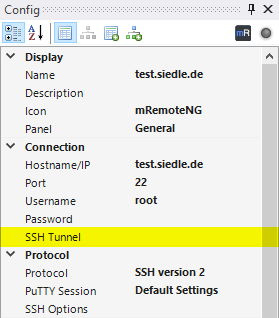 Config
mR
Display
Name test.siedle.de
Description
Icon mRemoteNG
Panel General
Connection
Hostname/IP test.siedle.de
Port 22
Username root
Password
SSH Tunnel
Protocol
Protocol SSH version 2
PuTTY Session Default Settings
SSH Options